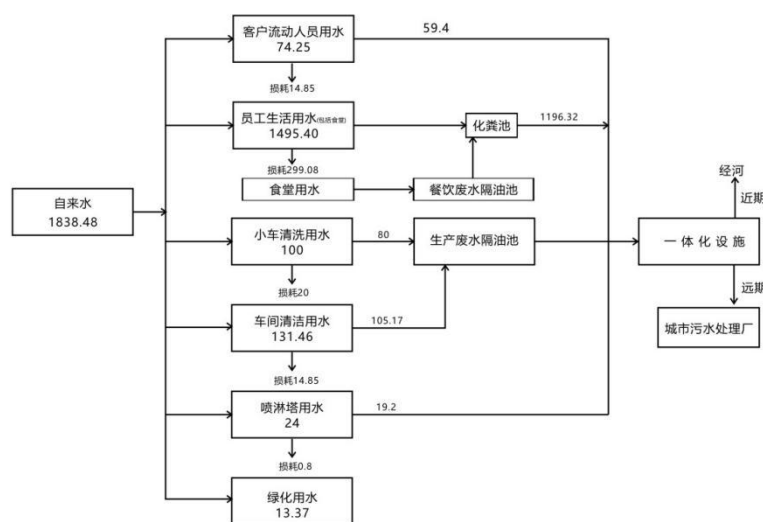 客户流动人员用水
74.25
59.4
损耗14.85
员工生活用水(包括食堂)
1495.40
化粪池
1196.32
损耗299.08
食堂用水
餐饮废水隔油池
自来水
1838.48
小车清洗用水
100
80
生产废水隔油池
损耗20
经河
近期
一体化设施
远期
城市污水处理厂
车间清洁用水
131.46
105.17
损耗14.85
喷淋塔用水
24
19.2
损耗0.8
绿化用水
13.37